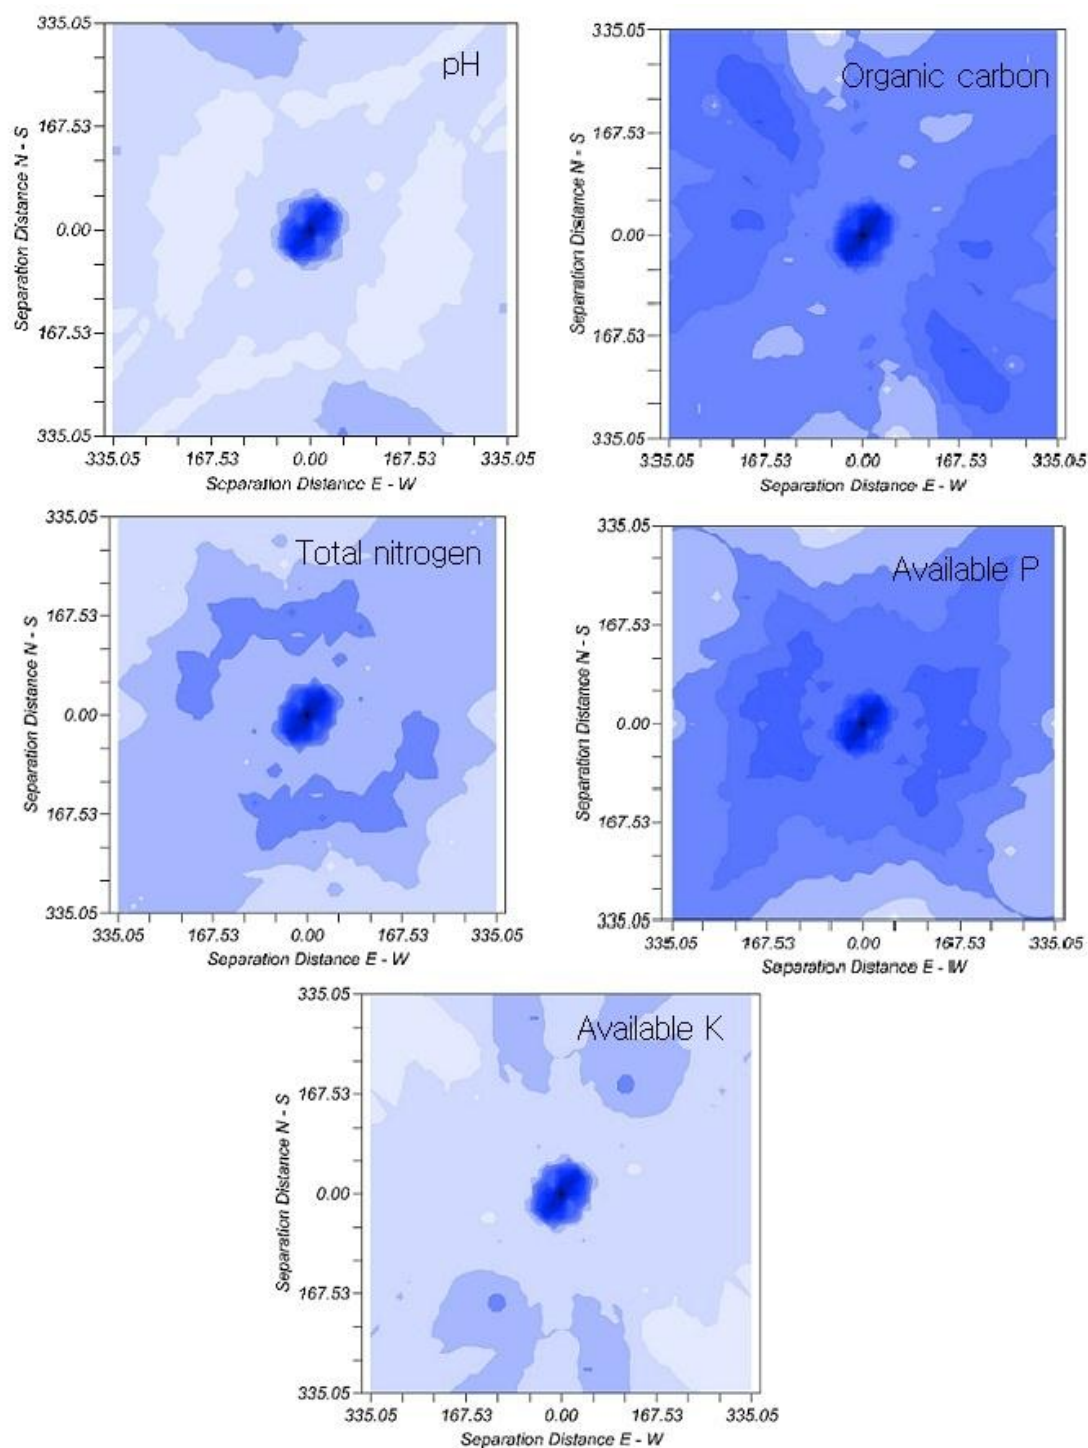 pH
335.05
167.53
0.00
167.53
335.05
Separation Distance N - S
335.05 167.53 0.00 167.53 335.05
Separation Distance E - W
Organic carbon
335.05
167.53
0.00
167.53
335.05
Separation Distance N - S
335.05 167.53 0.00 167.53 335.05
Separation Distance E - W
Total nitrogen
335.05
167.53
0.00
167.53
335.05
Separation Distance N - S
335.05 167.53 0.00 167.53 335.05
Separation Distance E - W
Available P
335.05
167.53
0.00
167.53
335.05
Separation Distance N - S
335.05 167.53 0.00 167.53 335.05
Separation Distance E - W
Available K
335.05
167.53
0.00
167.53
335.05
Separation Distance N - S
335.05 167.53 0.00 167.53 335.05
Separation Distance E - W